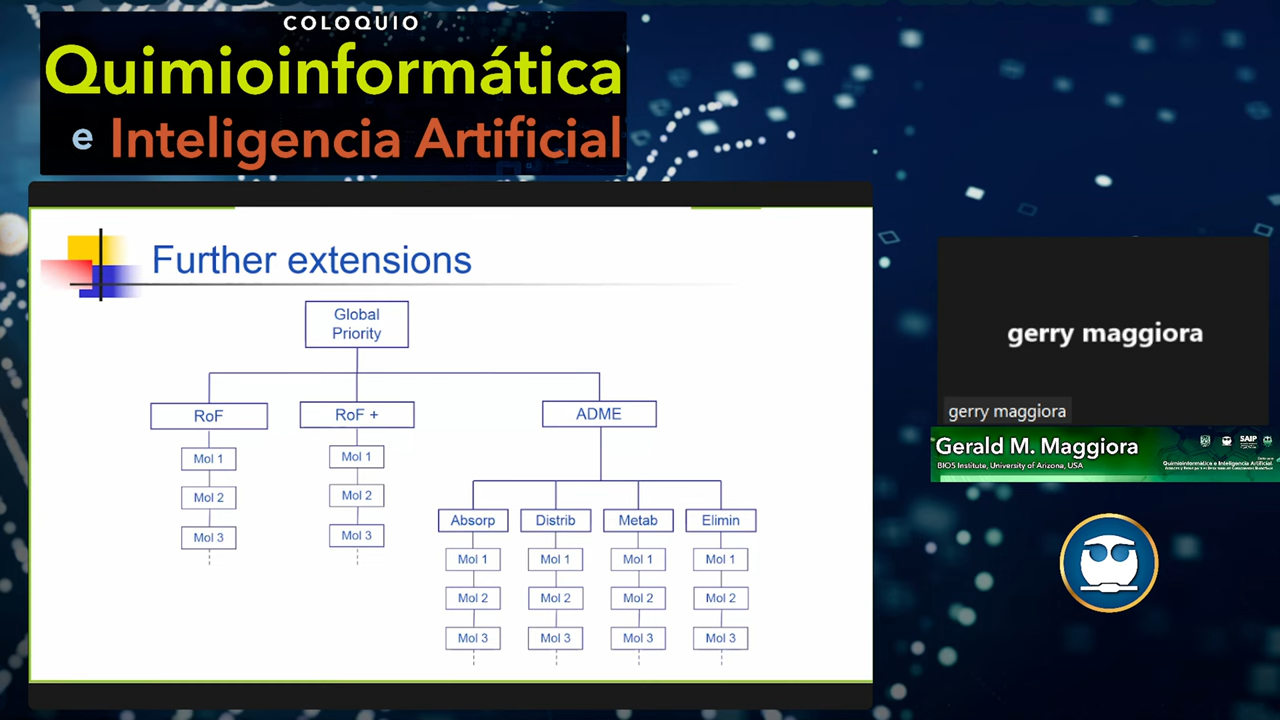 COLOQUIO
Quimioinformática
e Inteligencia Artificial
Further extensions
Global
Priority
RoF
RoF +
ADME
Mol 1
Mol 2
Mol 3
Mol 1
Mol 2
Mol 3
Absorp
Distrib
Metab
Elimin
Mol 1
Mol 1
Mol 1
Mol 1
Mol 2
Mol 2
Mol 2
Mol 2
Mol 3
Mol 3
Mol 3
Mol 3
gerry maggiora
gerry maggiora
Gerald M. Maggiora
BIO5 Institute, University of Arizona, USA
SAIP
Quimioinformática e Inteligencia Artificial